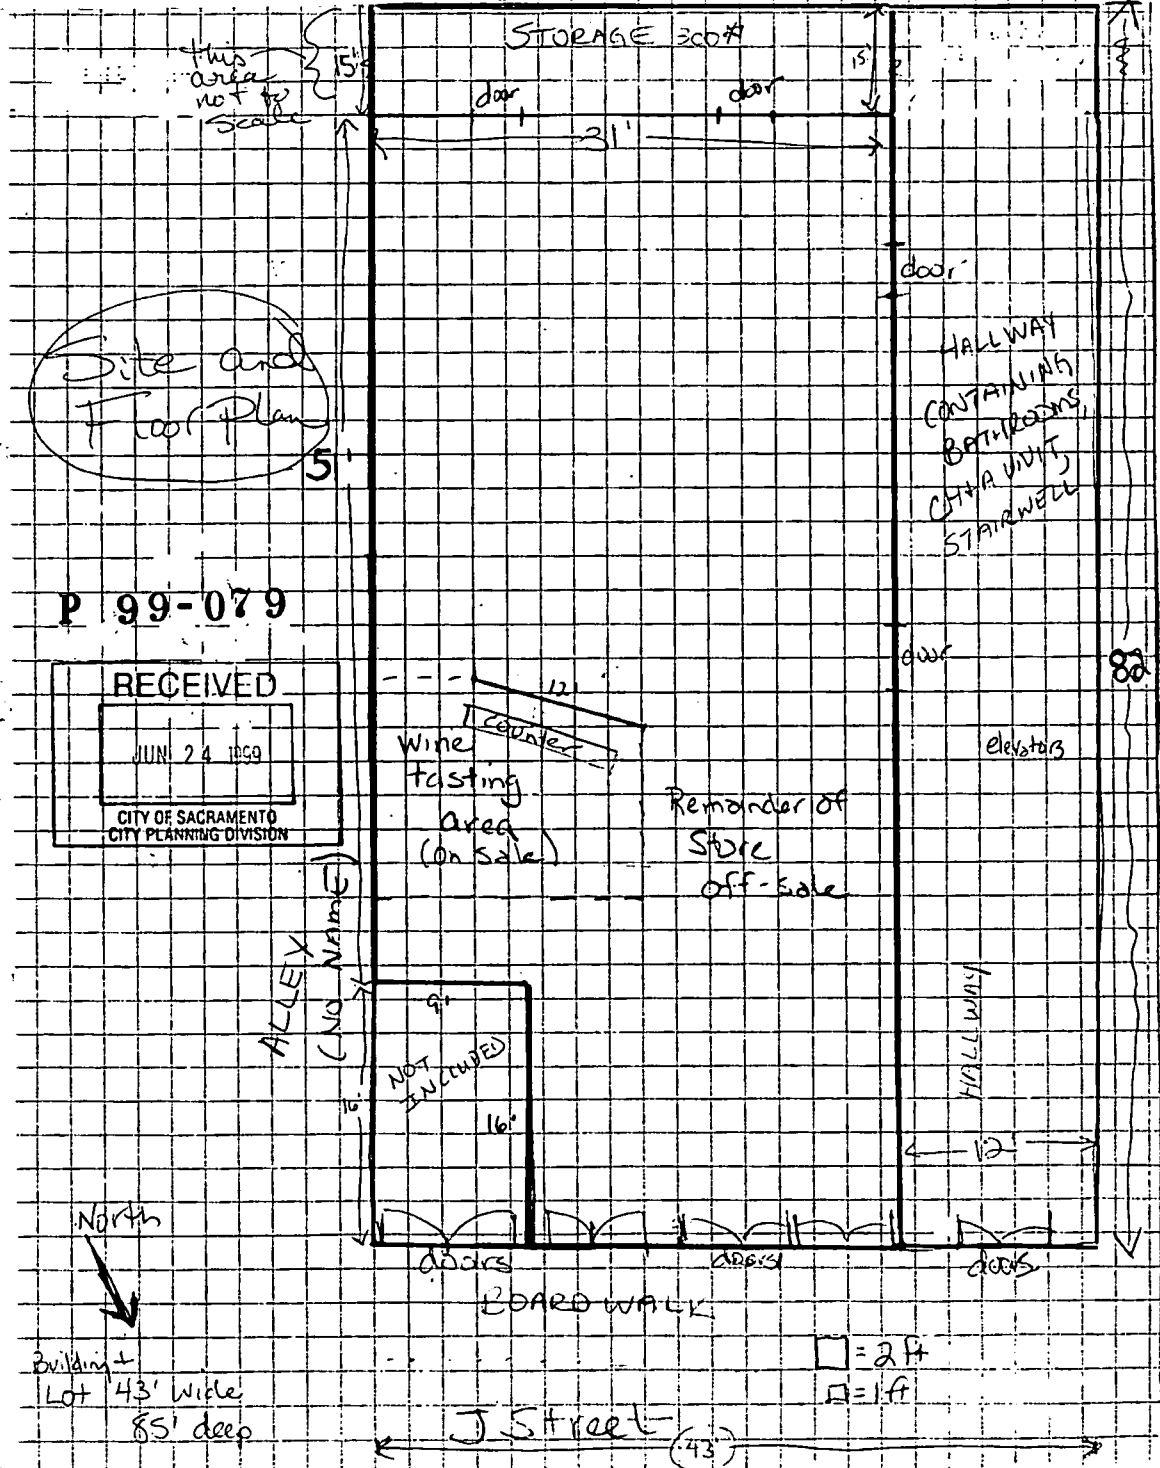 STORAGE 300#
this
area
not to
scale
15'
15'
door
door
31'
door
Site and
Floor Plan
5'
HALLWAY
CONTAINING
BATHROOMS,
CH+A UNIT,
STAIRWELL
P 99-079
RECEIVED
JUN 24 1999
CITY OF SACRAMENTO
CITY PLANNING DIVISION
door
82
12'
counter
elevators
Wine
tasting
area
(On Sale)
Remainder of
Store
off-sale
ALLEY
(NO NAME)
9'
NOT
INCLUDED
16'
16'
HALLWAY
12
North
doors
doors
doors
BOARDWALK
Building +
Lot 43' wide
85' deep
= 2 ft
= 1 ft
J Street
(43')